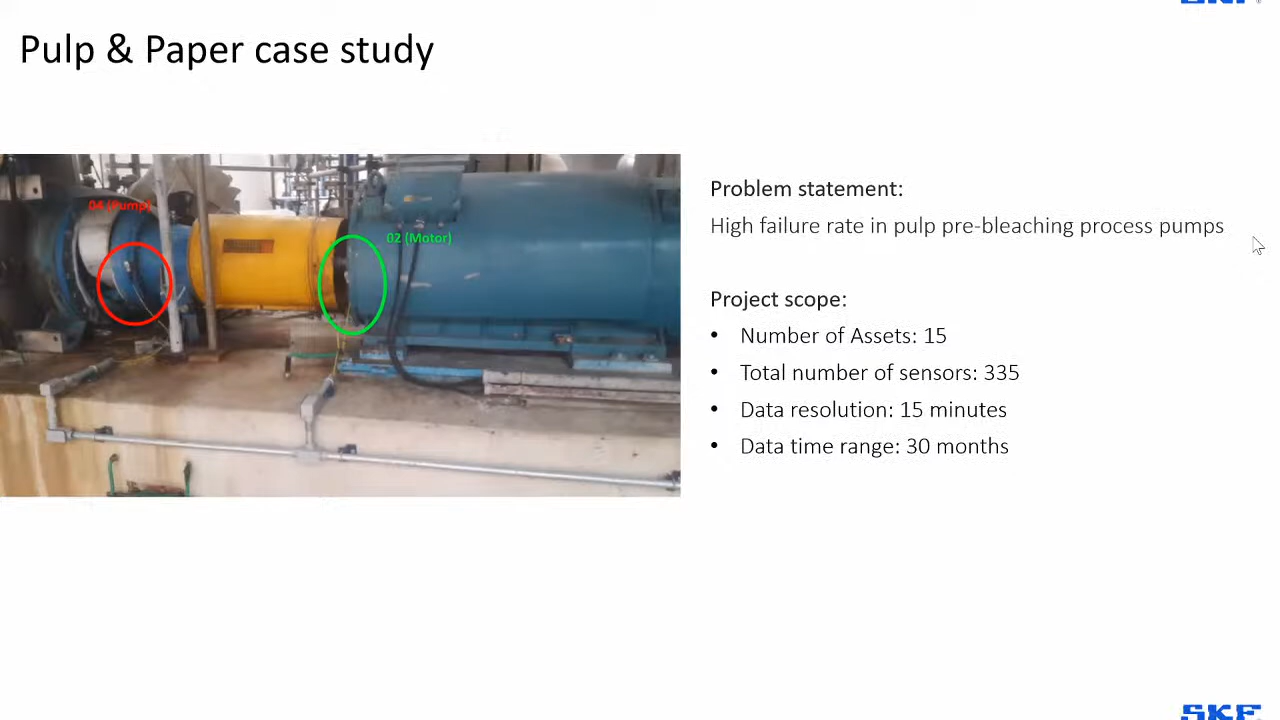 SKF
Pulp & Paper case study
04 (Pump)
02 (Motor)
Problem statement:
High failure rate in pulp pre-bleaching process pumps
Project scope:
• Number of Assets: 15
• Total number of sensors: 335
• Data resolution: 15 minutes
• Data time range: 30 months
SKF